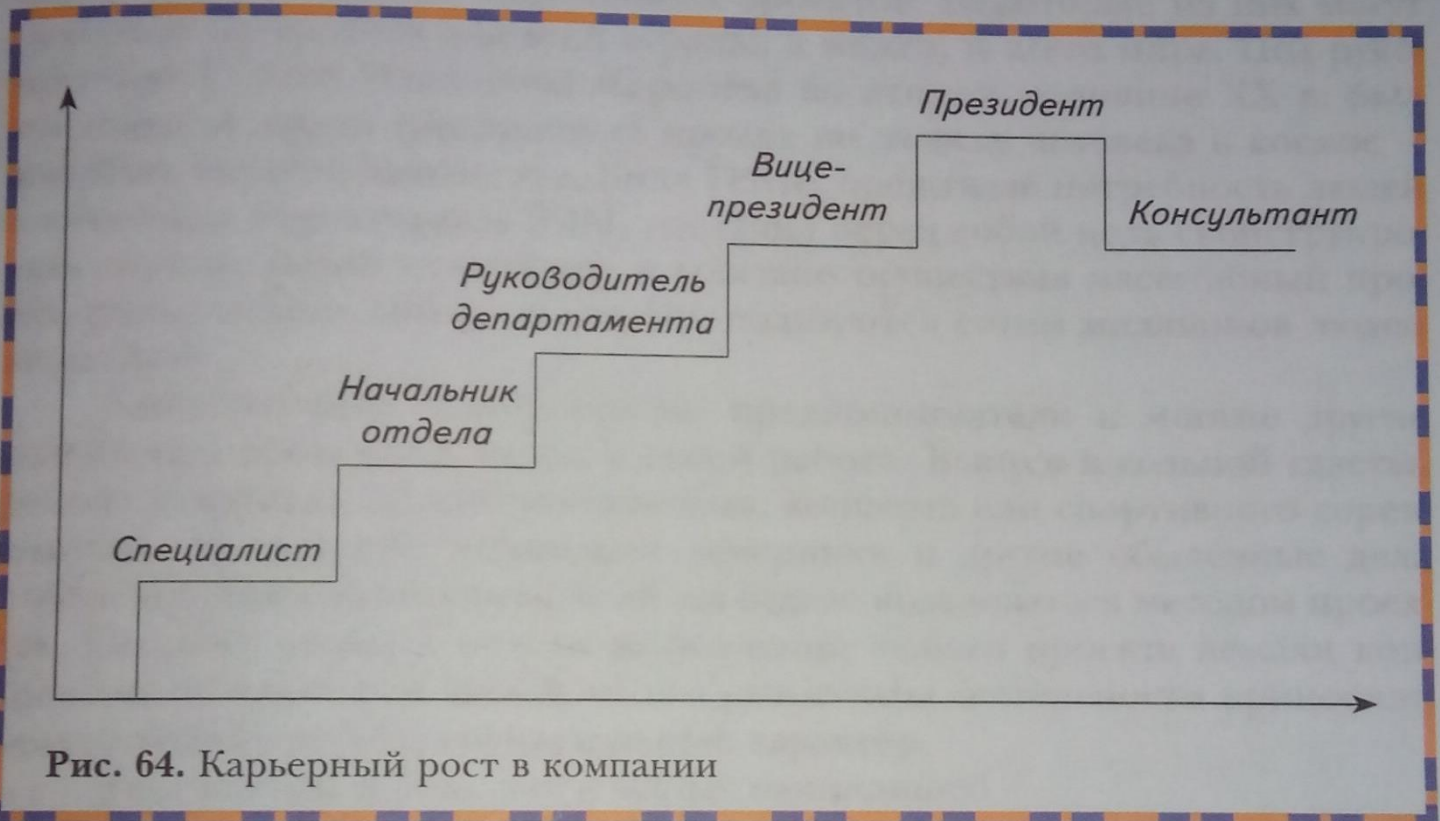 Президент
Вице-
президент
Консультант
Руководитель
департамента
Начальник
отдела
Специалист
Рис. 64. Карьерный рост в компании